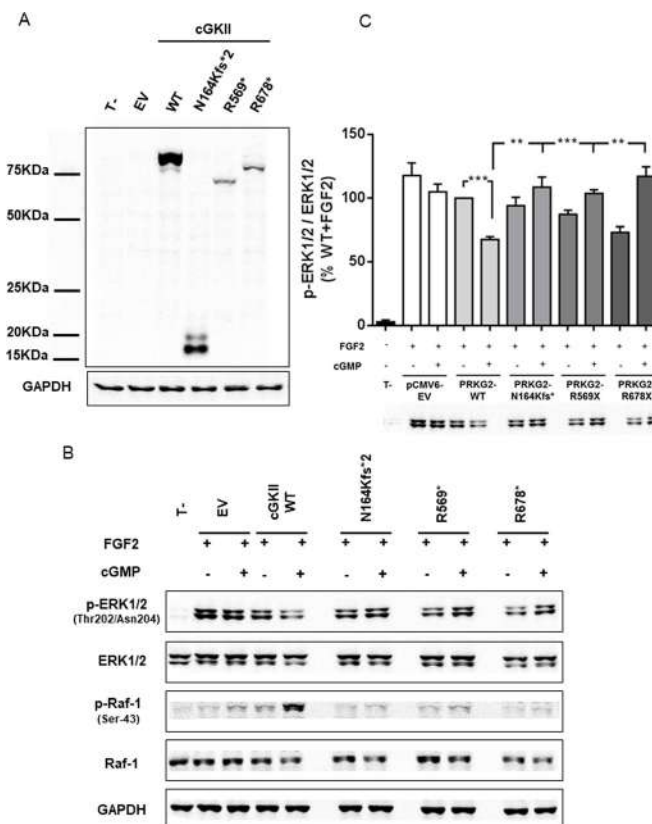 A
cGKII
T-
EV
WT
N164Kfs*2
R569*
R678*
75KDa
50KDa
25KDa
20KDa
15KDa
GAPDH
C
150
100
50
0
p-ERK1/2 / ERK1/2
(% WT+FGF2)
***
**
***
**
FGF2 - + + + + + + + + + +
cGMP - - + - + - + - + - +
T- pCMV6- PRKG2- PRKG2- PRKG2- PRKG2
EV WT N164Kfs* R569X R678X
B
T-
EV
cGKII
WT
N164Kfs*2
R569*
R678*
FGF2 + + + + + + + + + +
cGMP - + - + - + - + - +
p-ERK1/2
(Thr202/Asn204)
ERK1/2
p-Raf-1
(Ser-43)
Raf-1
GAPDH